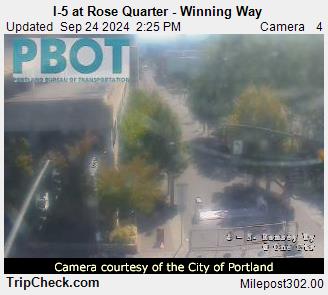 I-5 at Rose Quarter - Winning Way
Updated Sep 24 2024 2:25 PM Camera 4
PBOT
PORTLAND BUREAU OF TRANSPORTATION
Camera courtesy of the City of Portland
TripCheck.com Milepost302.00